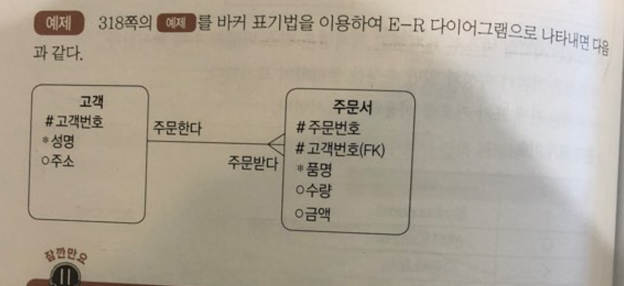 예제 318쪽의 예제 를 바커 표기법을 이용하여 E-R 다이어그램으로 나타내면 다음
과 같다.
고객
# 고객번호
* 성명
○ 주소
주문한다
주문받다
주문서
# 주문번호
# 고객번호(FK)
* 품명
○ 수량
○ 금액
잠깐만요